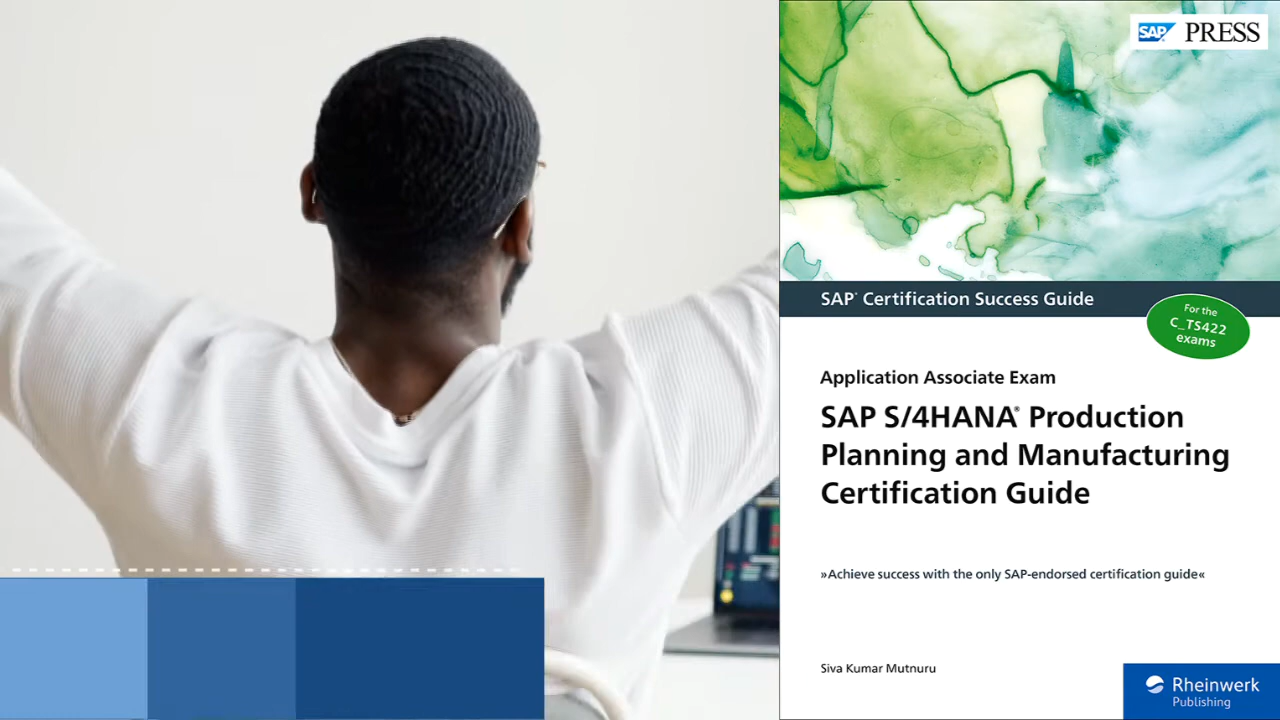 SAP PRESS
SAP® Certification Success Guide
For the
C_TS422
exams
Application Associate Exam
SAP S/4HANA® Production
Planning and Manufacturing
Certification Guide
»Achieve success with the only SAP-endorsed certification guide«
Siva Kumar Mutnuru
Rheinwerk
Publishing